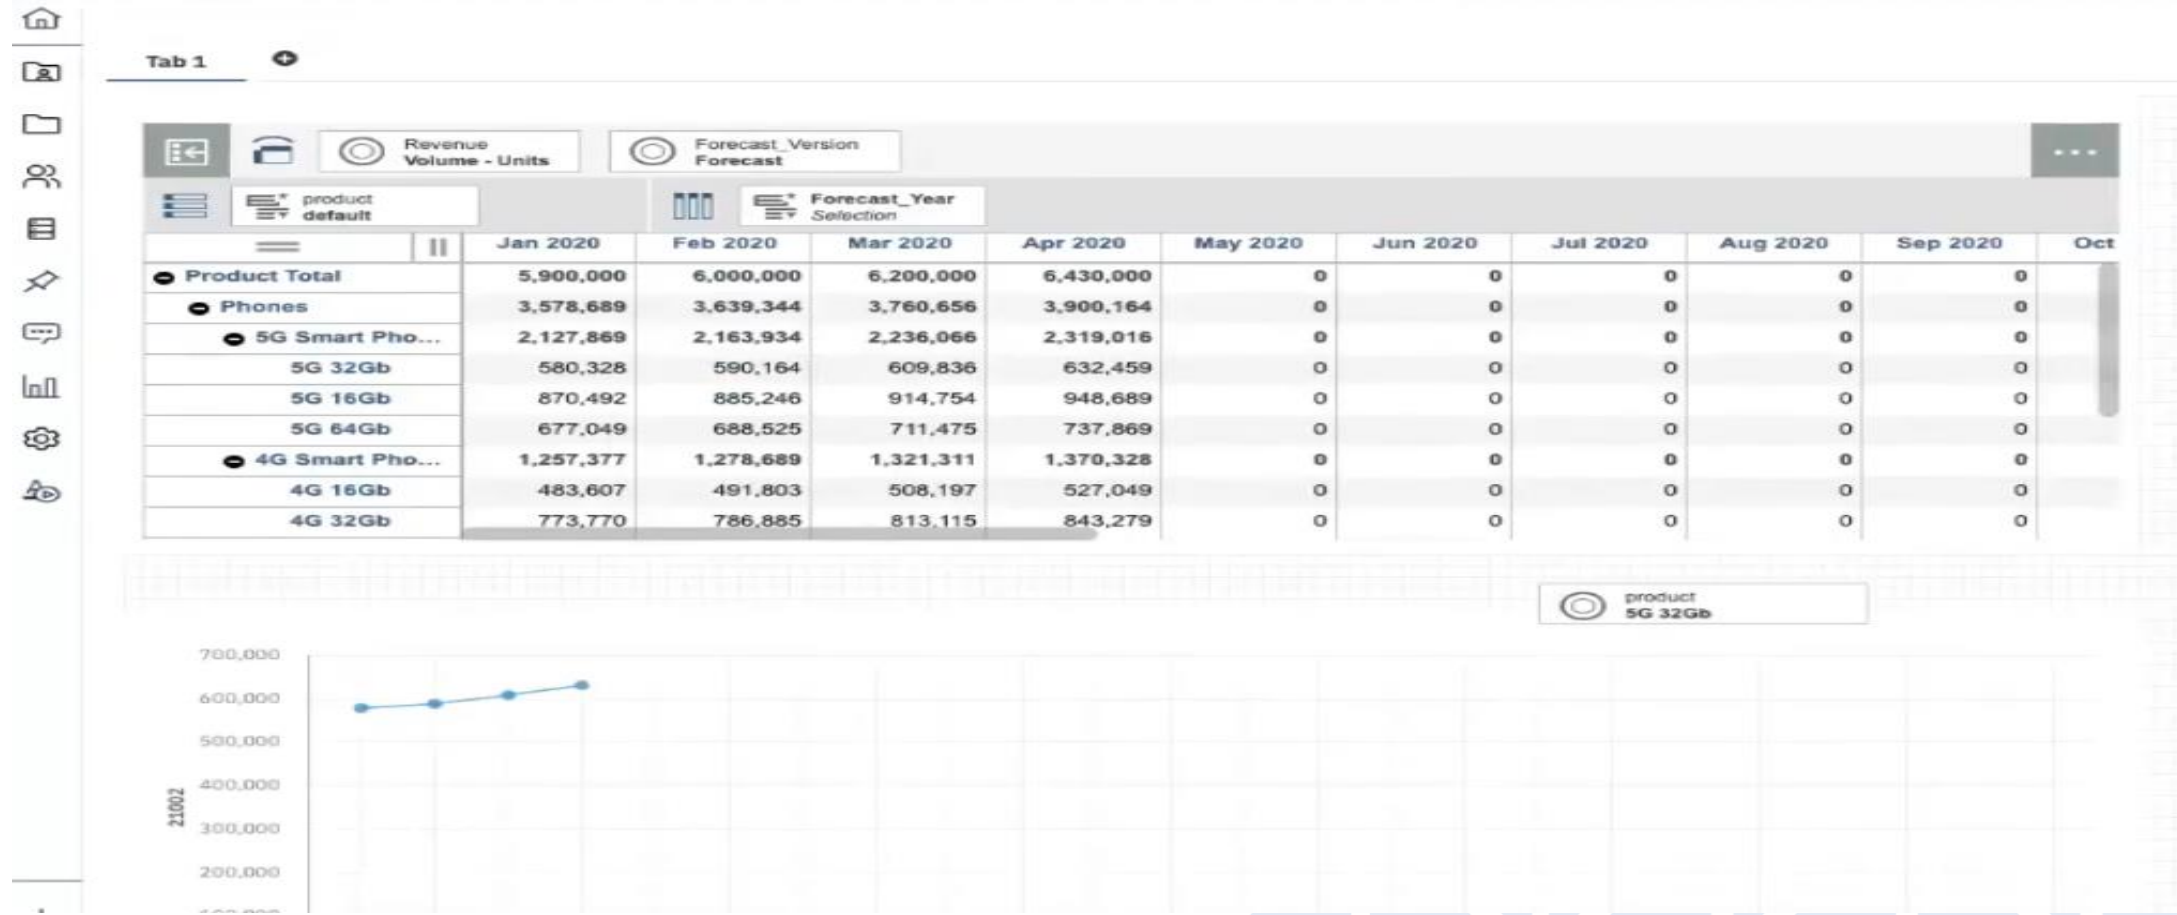 Tab 1
Revenue
Volume - Units
Forecast_Version
Forecast
product
default
Forecast_Year
Selection
Jan 2020 Feb 2020 Mar 2020 Apr 2020 May 2020 Jun 2020 Jul 2020 Aug 2020 Sep 2020 Oct
Product Total 5,900,000 6,000,000 6,200,000 6,430,000 0 0 0 0 0
Phones 3,578,689 3,639,344 3,760,656 3,900,164 0 0 0 0 0
5G Smart Pho... 2,127,869 2,163,934 2,236,066 2,319,016 0 0 0 0 0
5G 32Gb 580,328 590,164 609,836 632,459 0 0 0 0 0
5G 16Gb 870,492 885,246 914,754 948,689 0 0 0 0 0
5G 64Gb 677,049 688,525 711,475 737,869 0 0 0 0 0
4G Smart Pho... 1,257,377 1,278,689 1,321,311 1,370,328 0 0 0 0 0
4G 16Gb 483,607 491,803 508,197 527,049 0 0 0 0 0
4G 32Gb 773,770 786,885 813,115 843,279 0 0 0 0 0
product
5G 32Gb
700,000
600,000
500,000
400,000
21002
300,000
200,000